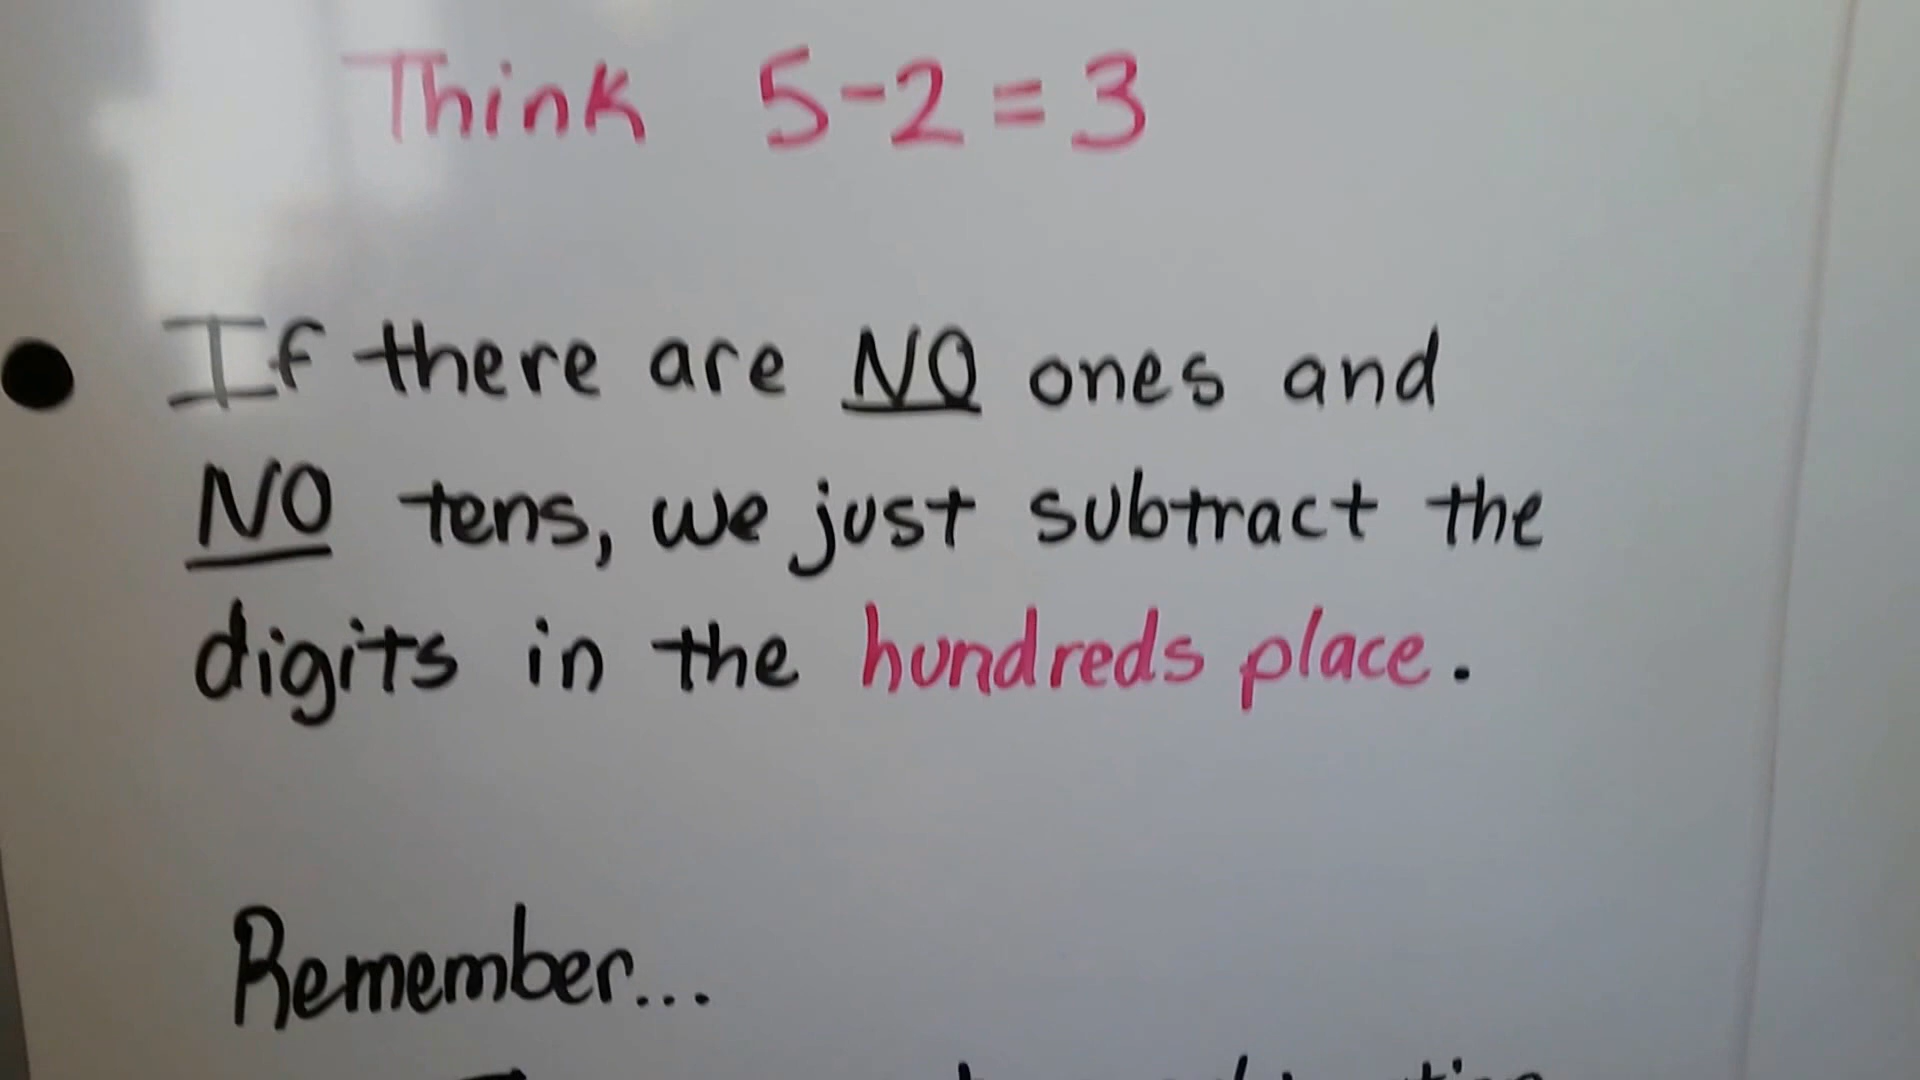 Think 5-2=3
If there are NO ones and
NO tens, we just subtract the
digits in the hundreds place.
Remember...